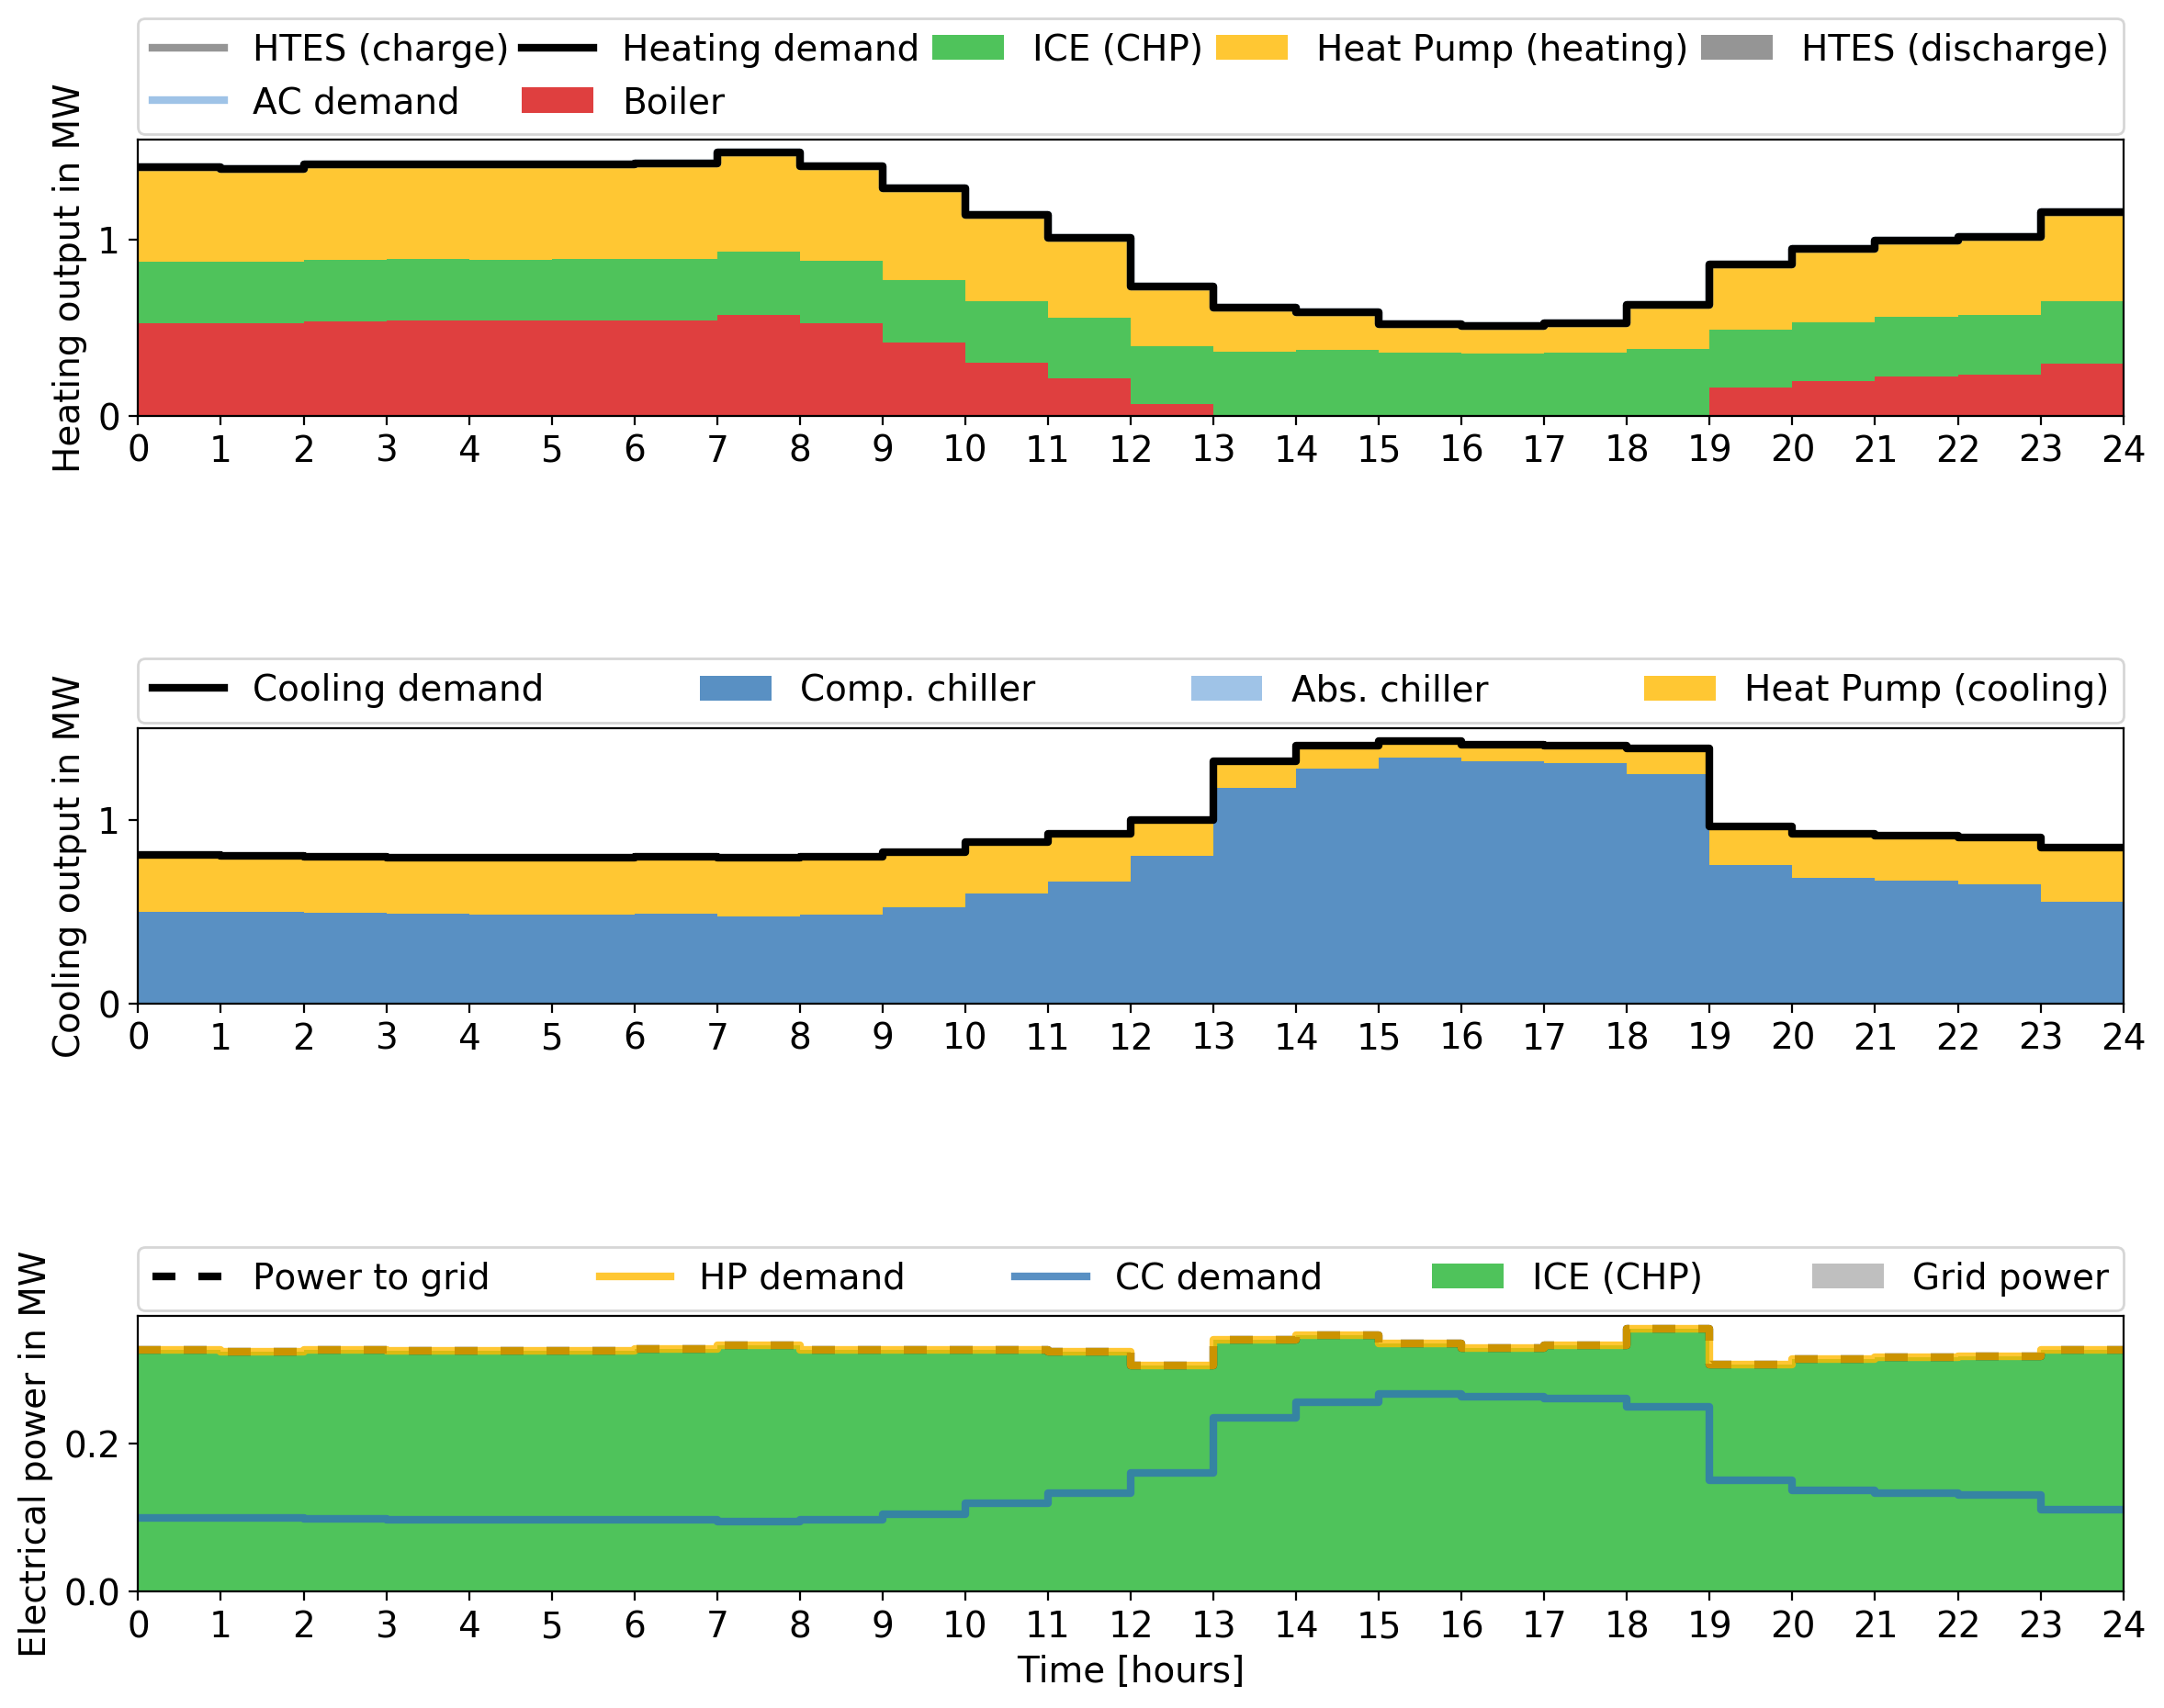 HTES (charge) Heating demand ICE (CHP) Heat Pump (heating) HTES (discharge)
AC demand Boiler
Heating output in MW
1
0
0 1 2 3 4 5 6 7 8 9 10 11 12 13 14 15 16 17 18 19 20 21 22 23 24
Cooling demand Comp. chiller Abs. chiller Heat Pump (cooling)
Cooling output in MW
1
0
0 1 2 3 4 5 6 7 8 9 10 11 12 13 14 15 16 17 18 19 20 21 22 23 24
Power to grid HP demand CC demand ICE (CHP) Grid power
Electrical power in MW
0.2
0.0
0 1 2 3 4 5 6 7 8 9 10 11 12 13 14 15 16 17 18 19 20 21 22 23 24
Time [hours]